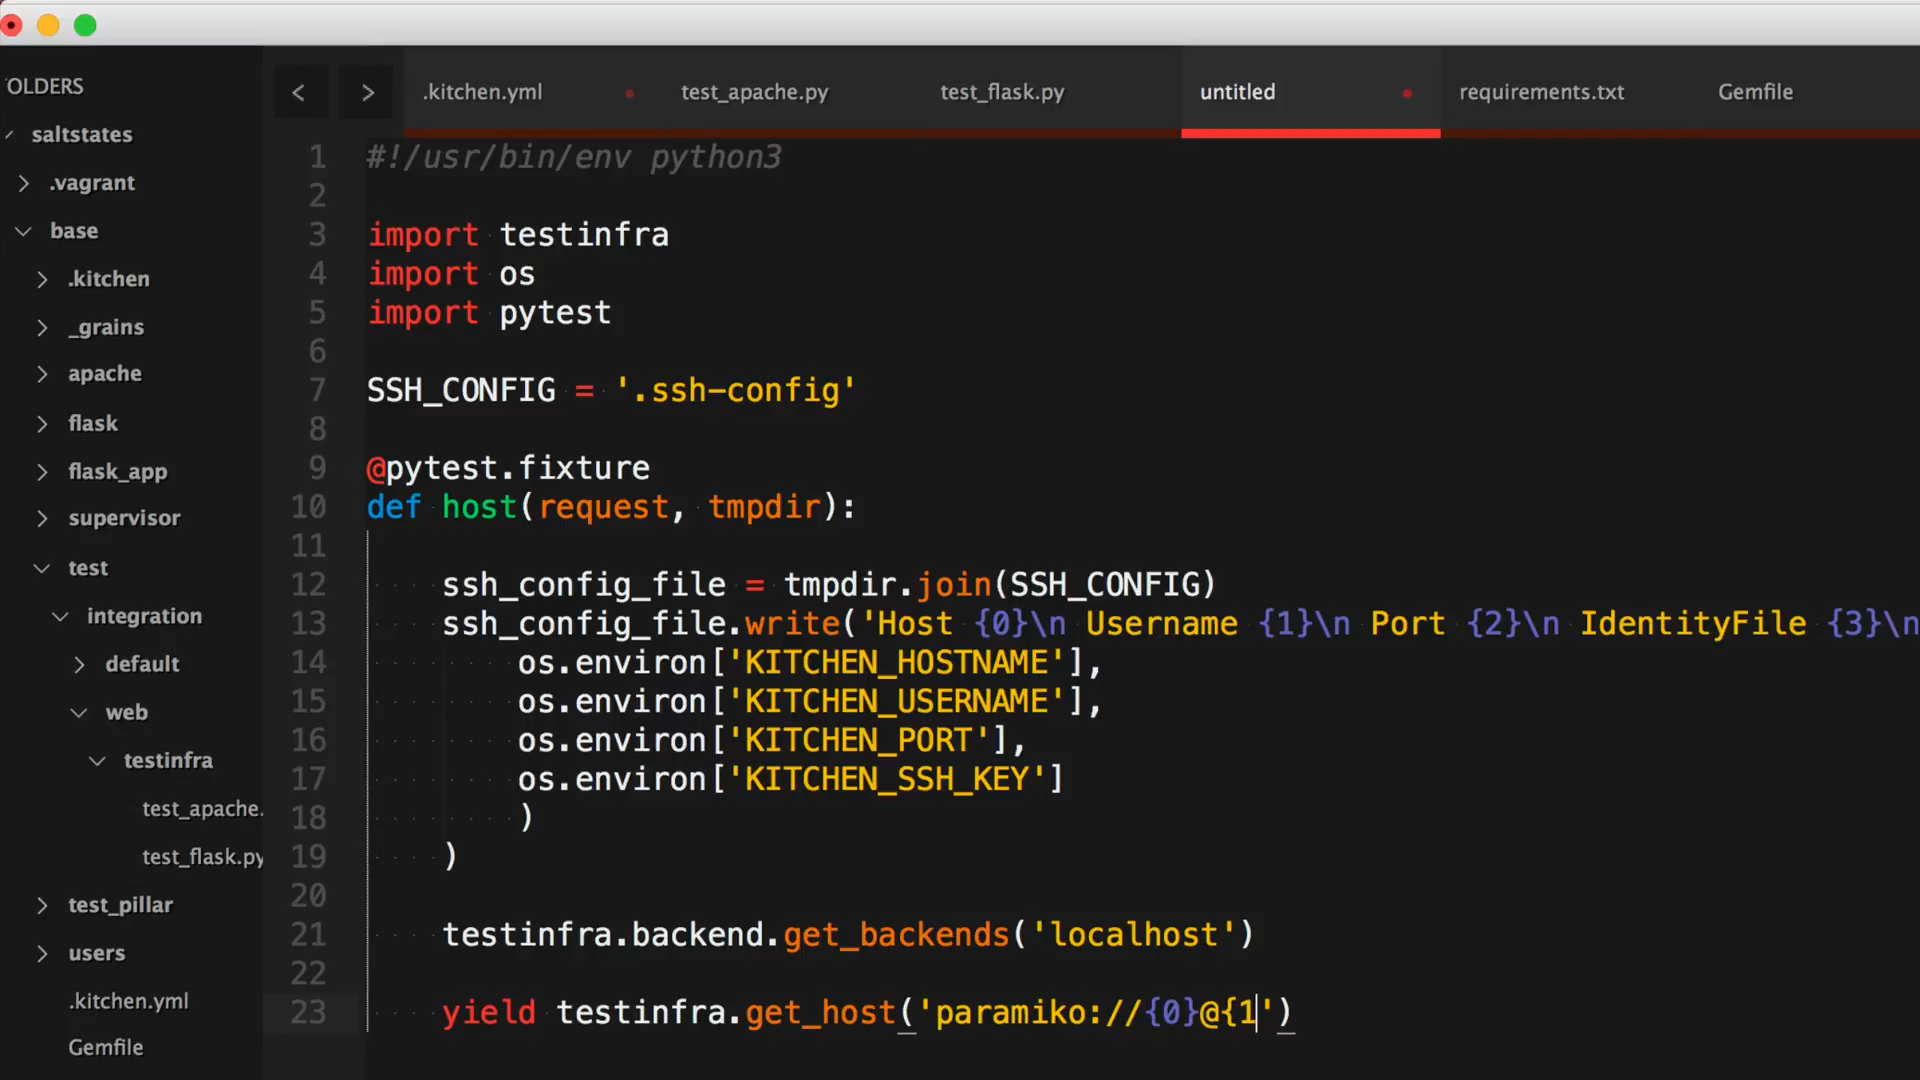 OLDERS
saltstates
.vagrant
base
.kitchen
_grains
apache
flask
flask_app
supervisor
test
integration
default
web
testinfra
test_apache.
test_flask.py
test_pillar
users
.kitchen.yml
Gemfile
< > .kitchen.yml test_apache.py test_flask.py untitled requirements.txt Gemfile
1 #!/usr/bin/env python3
2
3 import testinfra
4 import os
5 import pytest
6
7 SSH_CONFIG = '.ssh-config'
8
9 @pytest.fixture
10 def host(request, tmpdir):
11
12 ssh_config_file = tmpdir.join(SSH_CONFIG)
13 ssh_config_file.write('Host {0}\n Username {1}\n Port {2}\n IdentityFile {3}\n
14 os.environ['KITCHEN_HOSTNAME'],
15 os.environ['KITCHEN_USERNAME'],
16 os.environ['KITCHEN_PORT'],
17 os.environ['KITCHEN_SSH_KEY']
18 )
19 )
20
21 testinfra.backend.get_backends('localhost')
22
23 yield testinfra.get_host('paramiko://{0}@{1')